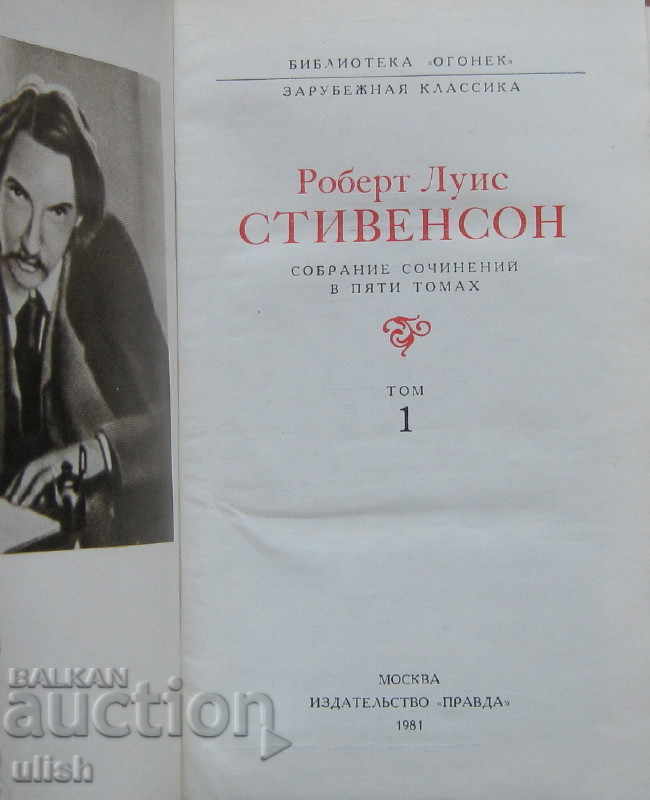 БИБЛИОТЕКА «ОГОНЕК»
ЗАРУБЕЖНАЯ КЛАССИКА
Роберт Луис
СТИВЕНСОН
СОБРАНИЕ СОЧИНЕНИЙ
В ПЯТИ ТОМАХ
ТОМ
1
МОСКВА
ИЗДАТЕЛЬСТВО «ПРАВДА»
1981
BALKAN
auction
ulish